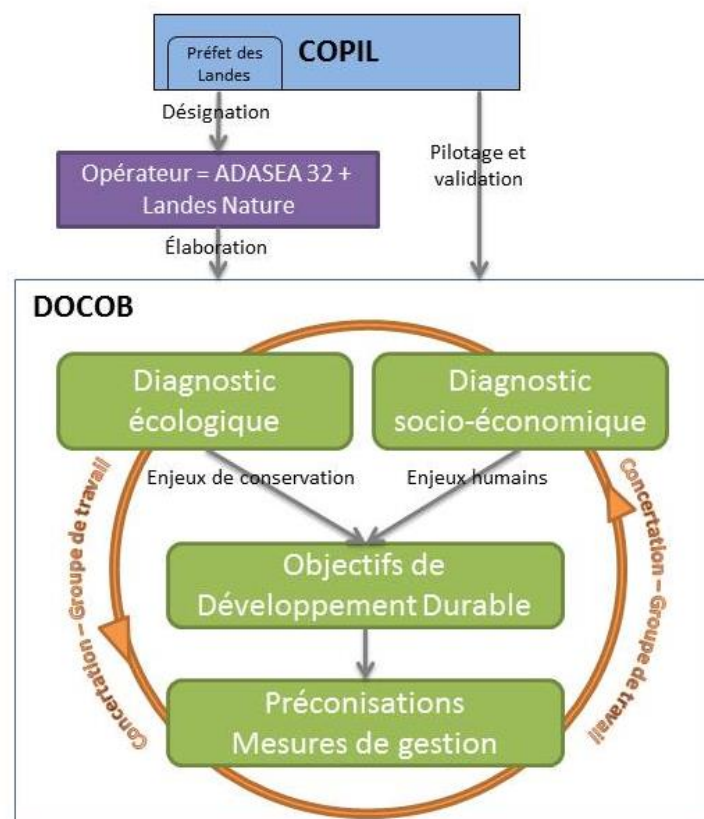 Préfet des
Landes
COPIL
Désignation
Pilotage et
validation
Opérateur = ADASEA 32 +
Landes Nature
Élaboration
DOCOB
Diagnostic
écologique
Diagnostic
socio-économique
Enjeux de conservation
Enjeux humains
Concertation – Groupe de travail
Concertation – Groupe de travail
Objectifs de
Développement Durable
Préconisations
Mesures de gestion